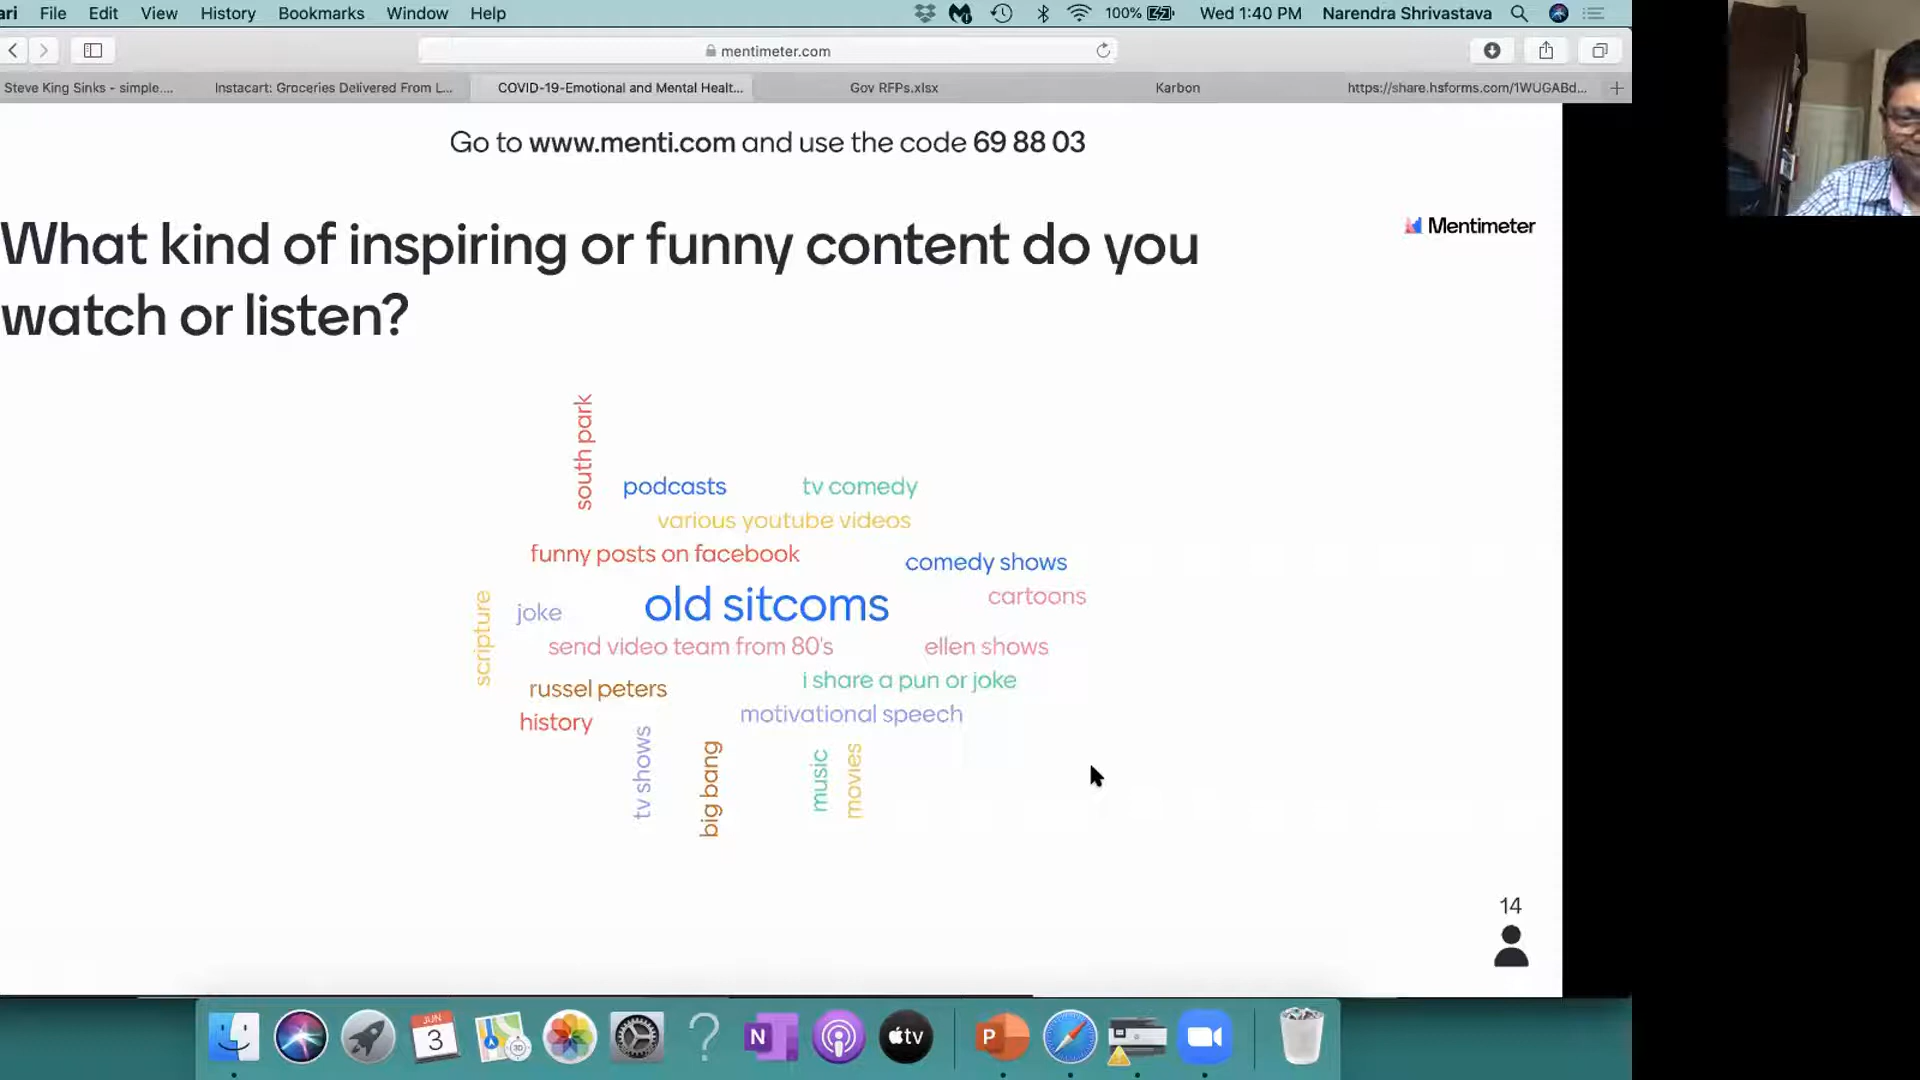 ari File Edit View History Bookmarks Window Help 100% Wed 1:40 PM Narendra Shrivastava
mentimeter.com
Steve King Sinks - simple.... Instacart: Groceries Delivered From L... COVID-19-Emotional and Mental Healt... Gov RFPs.xlsx Karbon https://share.hsforms.com/1WUGABd...
Go to www.menti.com and use the code 69 88 03
Mentimeter
What kind of inspiring or funny content do you
watch or listen?
south park
podcasts
tv comedy
various youtube videos
funny posts on facebook
comedy shows
cartoons
scripture
joke
old sitcoms
send video team from 80's
ellen shows
i share a pun or joke
russel peters
motivational speech
history
tv shows
big bang
music
movies
14
JUN
3
3D
N
tv
P